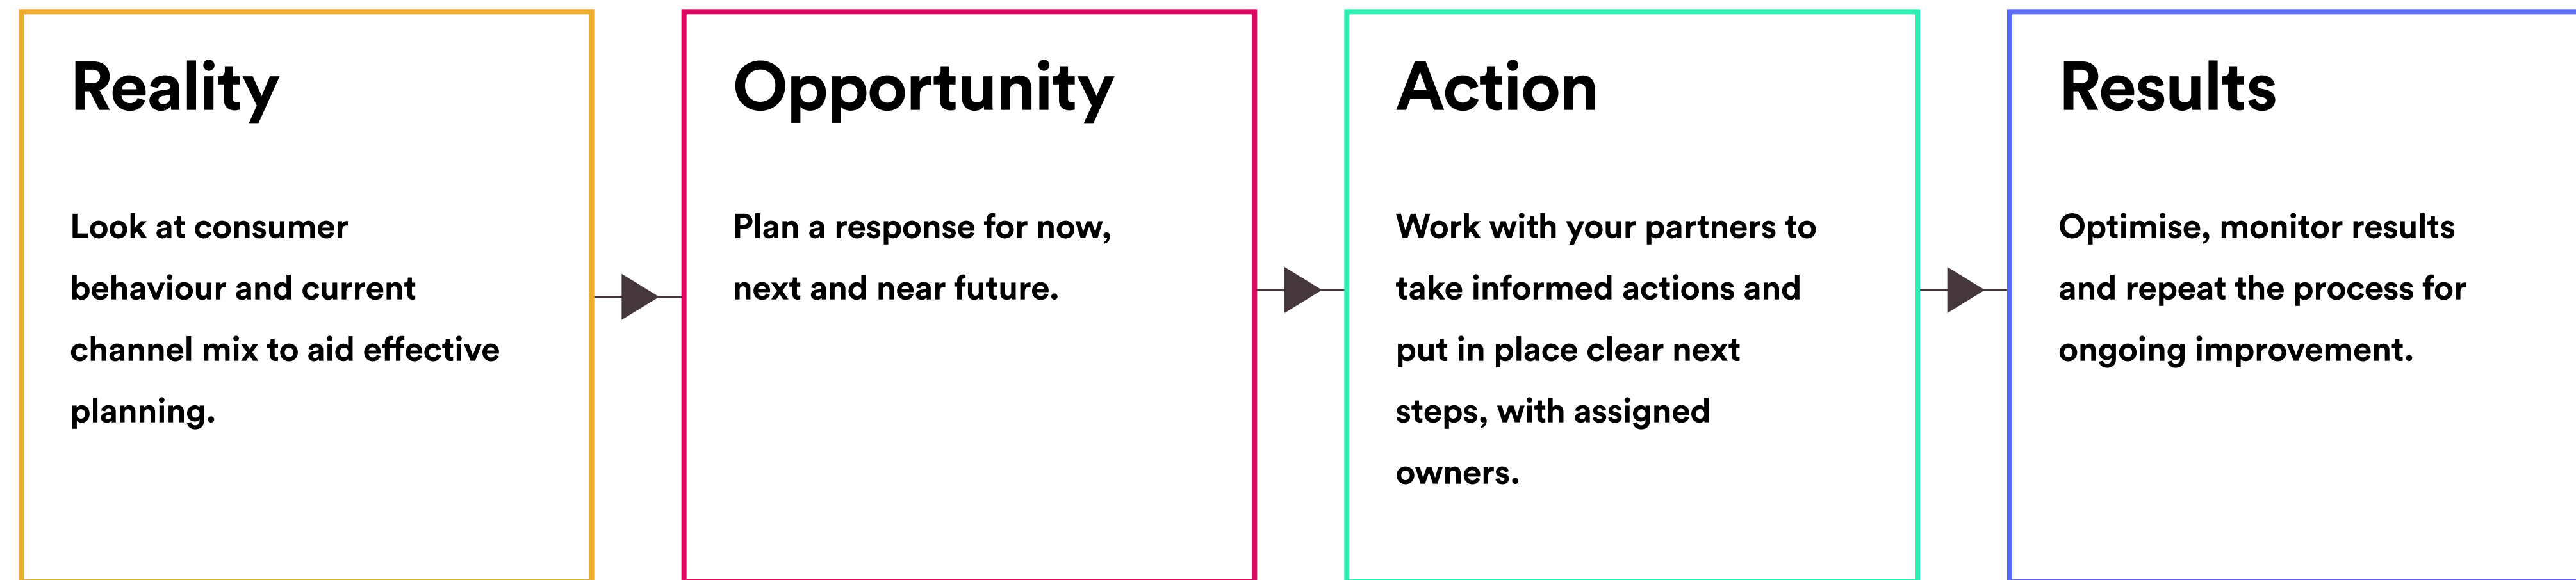 Reality
Look at consumer
behaviour and current
channel mix to aid effective
planning.
Opportunity
Plan a response for now,
next and near future.
Action
Work with your partners to
take informed actions and
put in place clear next
steps, with assigned
owners.
Results
Optimise, monitor results
and repeat the process for
ongoing improvement.